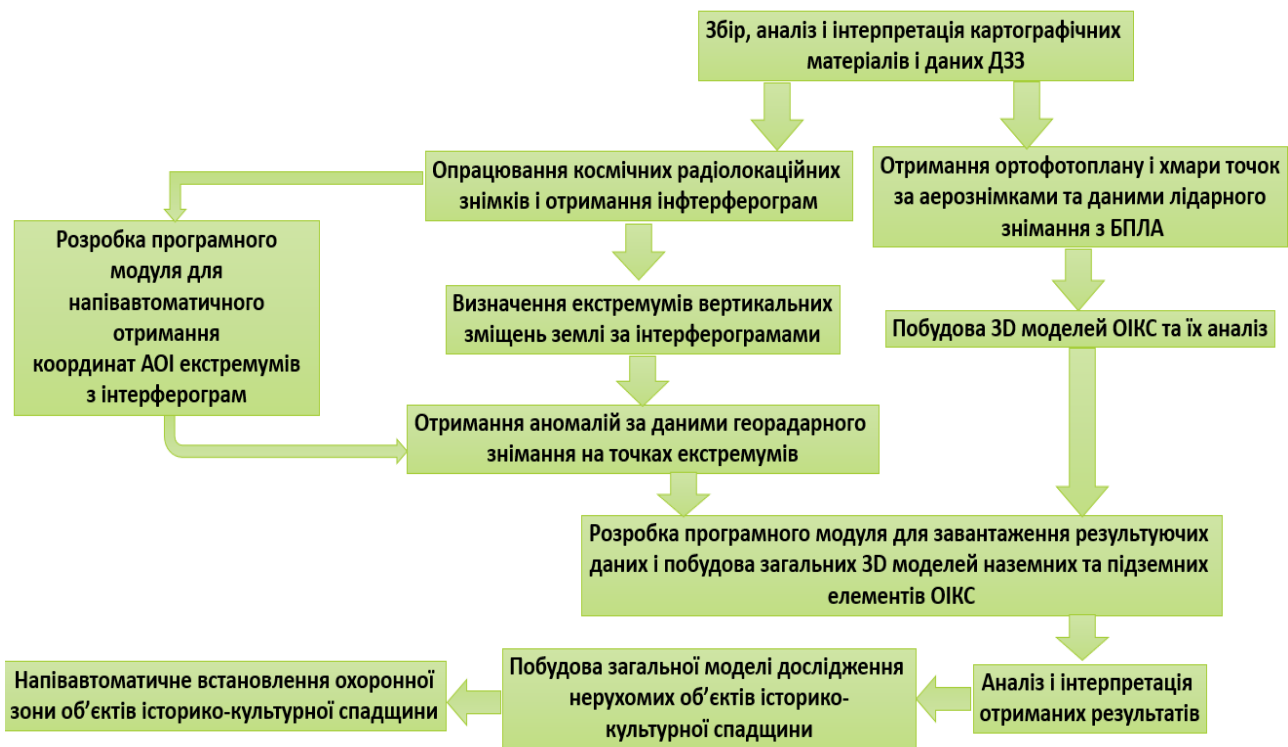 Збір, аналіз і інтерпретація картографічних
матеріалів і даних ДЗЗ
Опрацювання космічних радіолокаційних
знімків і отримання інфтерферограм
Отримання ортофотоплану і хмари точок
за аерознімками та даними лідарного
знімання з БПЛА
Розробка програмного
модуля для
напівавтоматичного
отримання
координат АОІ екстремумів
з інтерферограм
Визначення екстремумів вертикальних
зміщень землі за інтерферограмами
Побудова 3D моделей ОІКС та їх аналіз
Отримання аномалій за даними георадарного
знімання на точках екстремумів
Розробка програмного модуля для завантаження результуючих
даних і побудова загальних 3D моделей наземних та підземних
елементів ОІКС
Аналіз і інтерпретація
отриманих результатів
Побудова загальної моделі дослідження
нерухомих об’єктів історико-
культурної спадщини
Напівавтоматичне встановлення охоронної
зони об’єктів історико-культурної спадщини